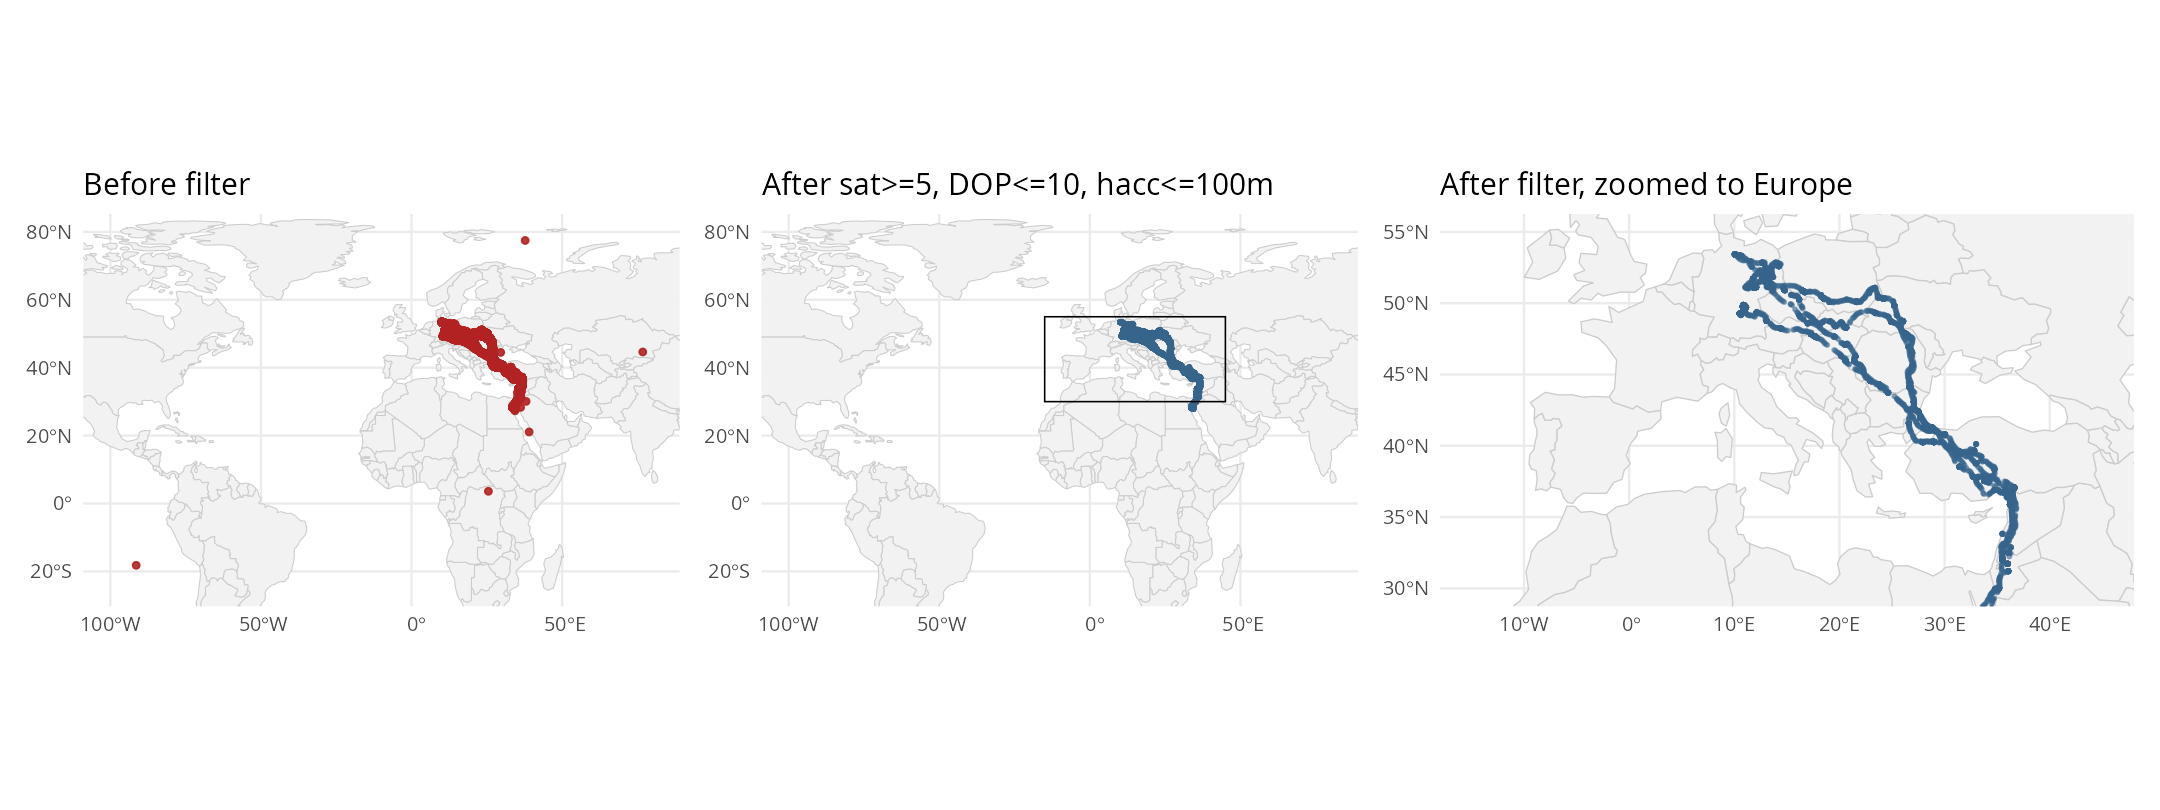 Before filter
80°N
60°N
40°N
20°N
0°
20°S
100°W 50°W 0° 50°E
After sat>=5, DOP<=10, hacc<=100m
80°N
60°N
40°N
20°N
0°
20°S
100°W 50°W 0° 50°E
After filter, zoomed to Europe
55°N
50°N
45°N
40°N
35°N
30°N
10°W 0° 10°E 20°E 30°E 40°E